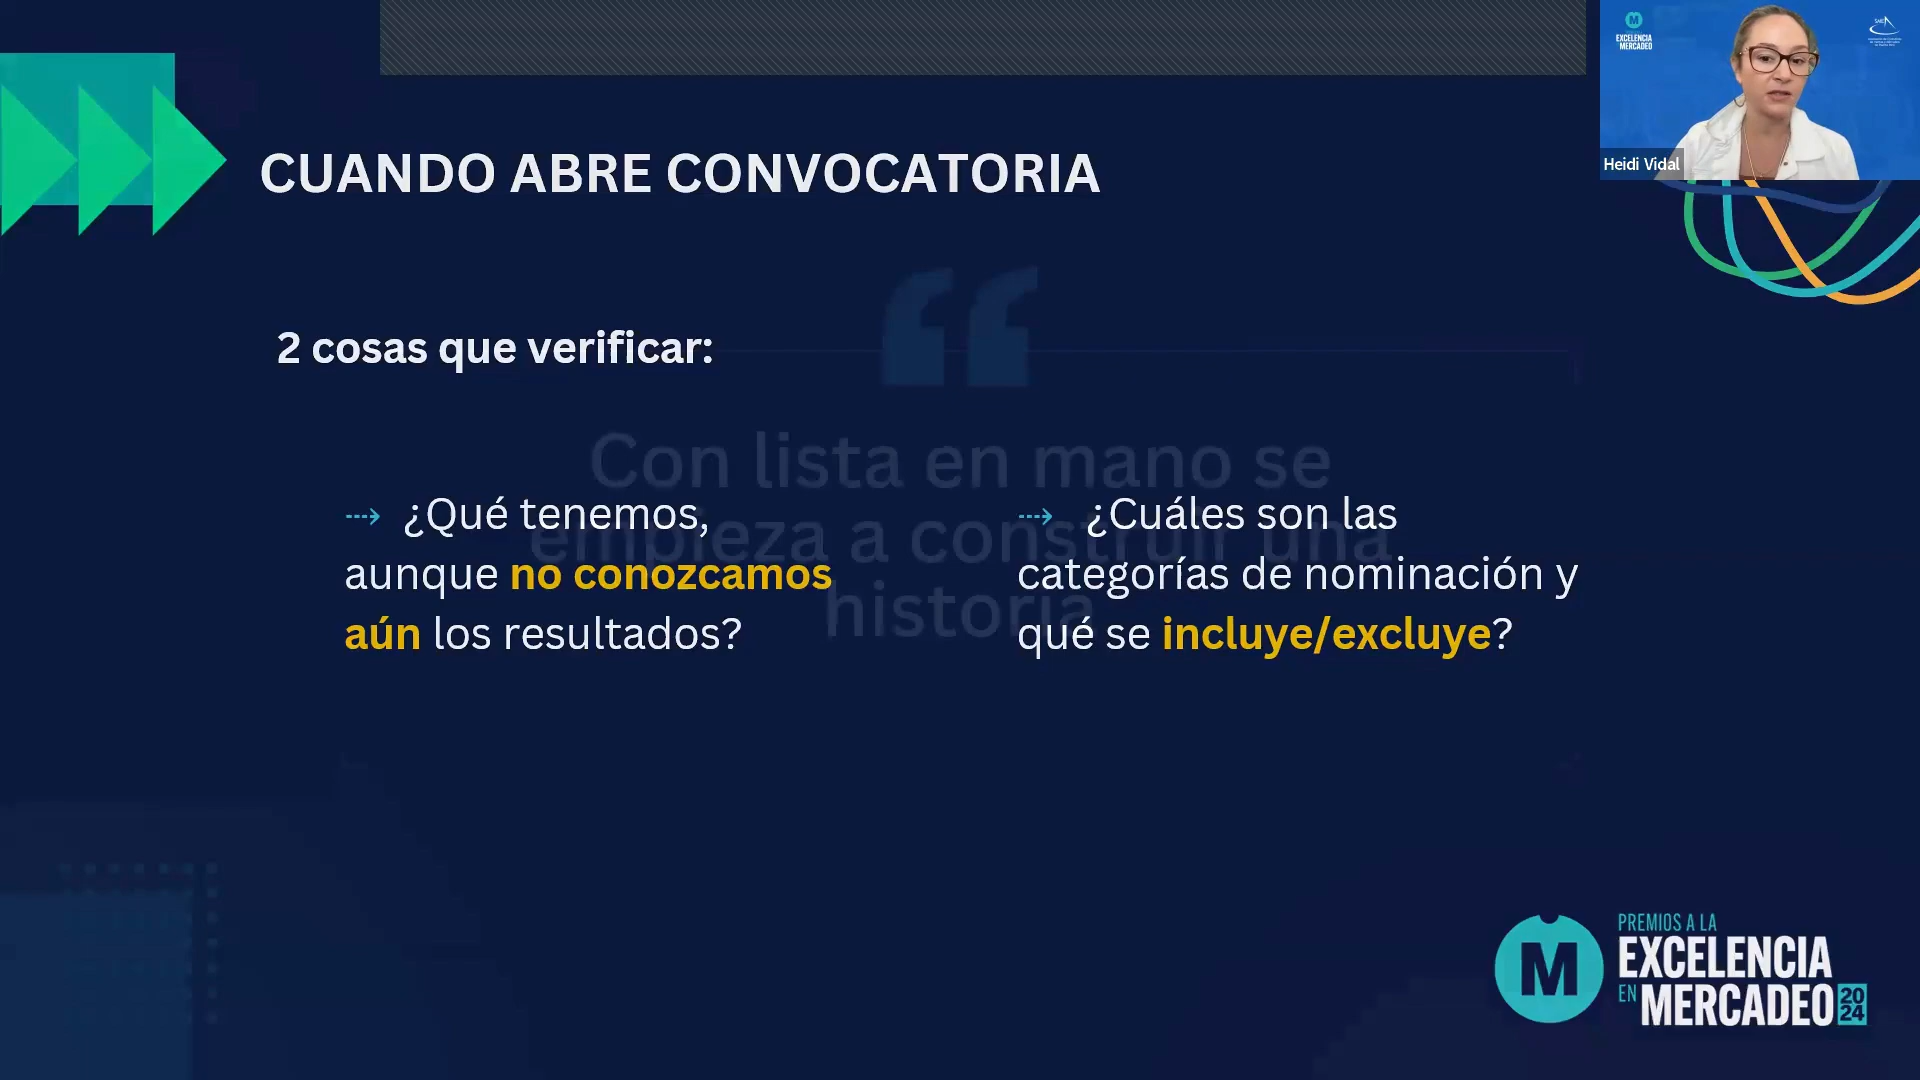 EXCELENCIA
MERCADEO
Heidi Vidal
CUANDO ABRE CONVOCATORIA
2 cosas que verificar:
Con lista en mano se
empieza a construir una
historia
¿Qué tenemos,
aunque no conozcamos
aún los resultados?
¿Cuáles son las
categorías de nominación y
qué se incluye/excluye?
M
PREMIOS A LA
EXCELENCIA
EN MERCADEO 2024